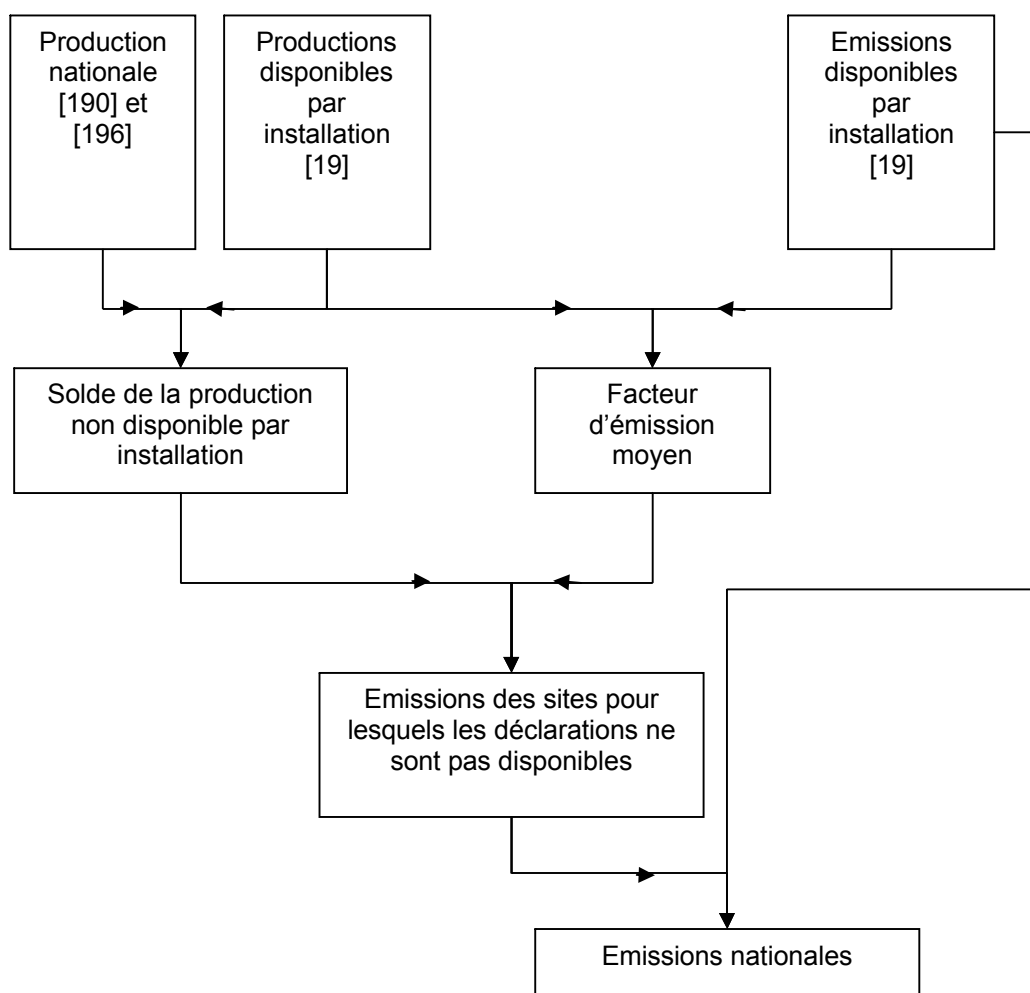 Production
nationale
[190] et
[196]
Productions
disponibles
par
installation
[19]
Emissions
disponibles
par
installation
[19]
Solde de la production
non disponible par
installation
Facteur
d’émission
moyen
Emissions des sites pour
lesquels les déclarations ne
sont pas disponibles
Emissions nationales